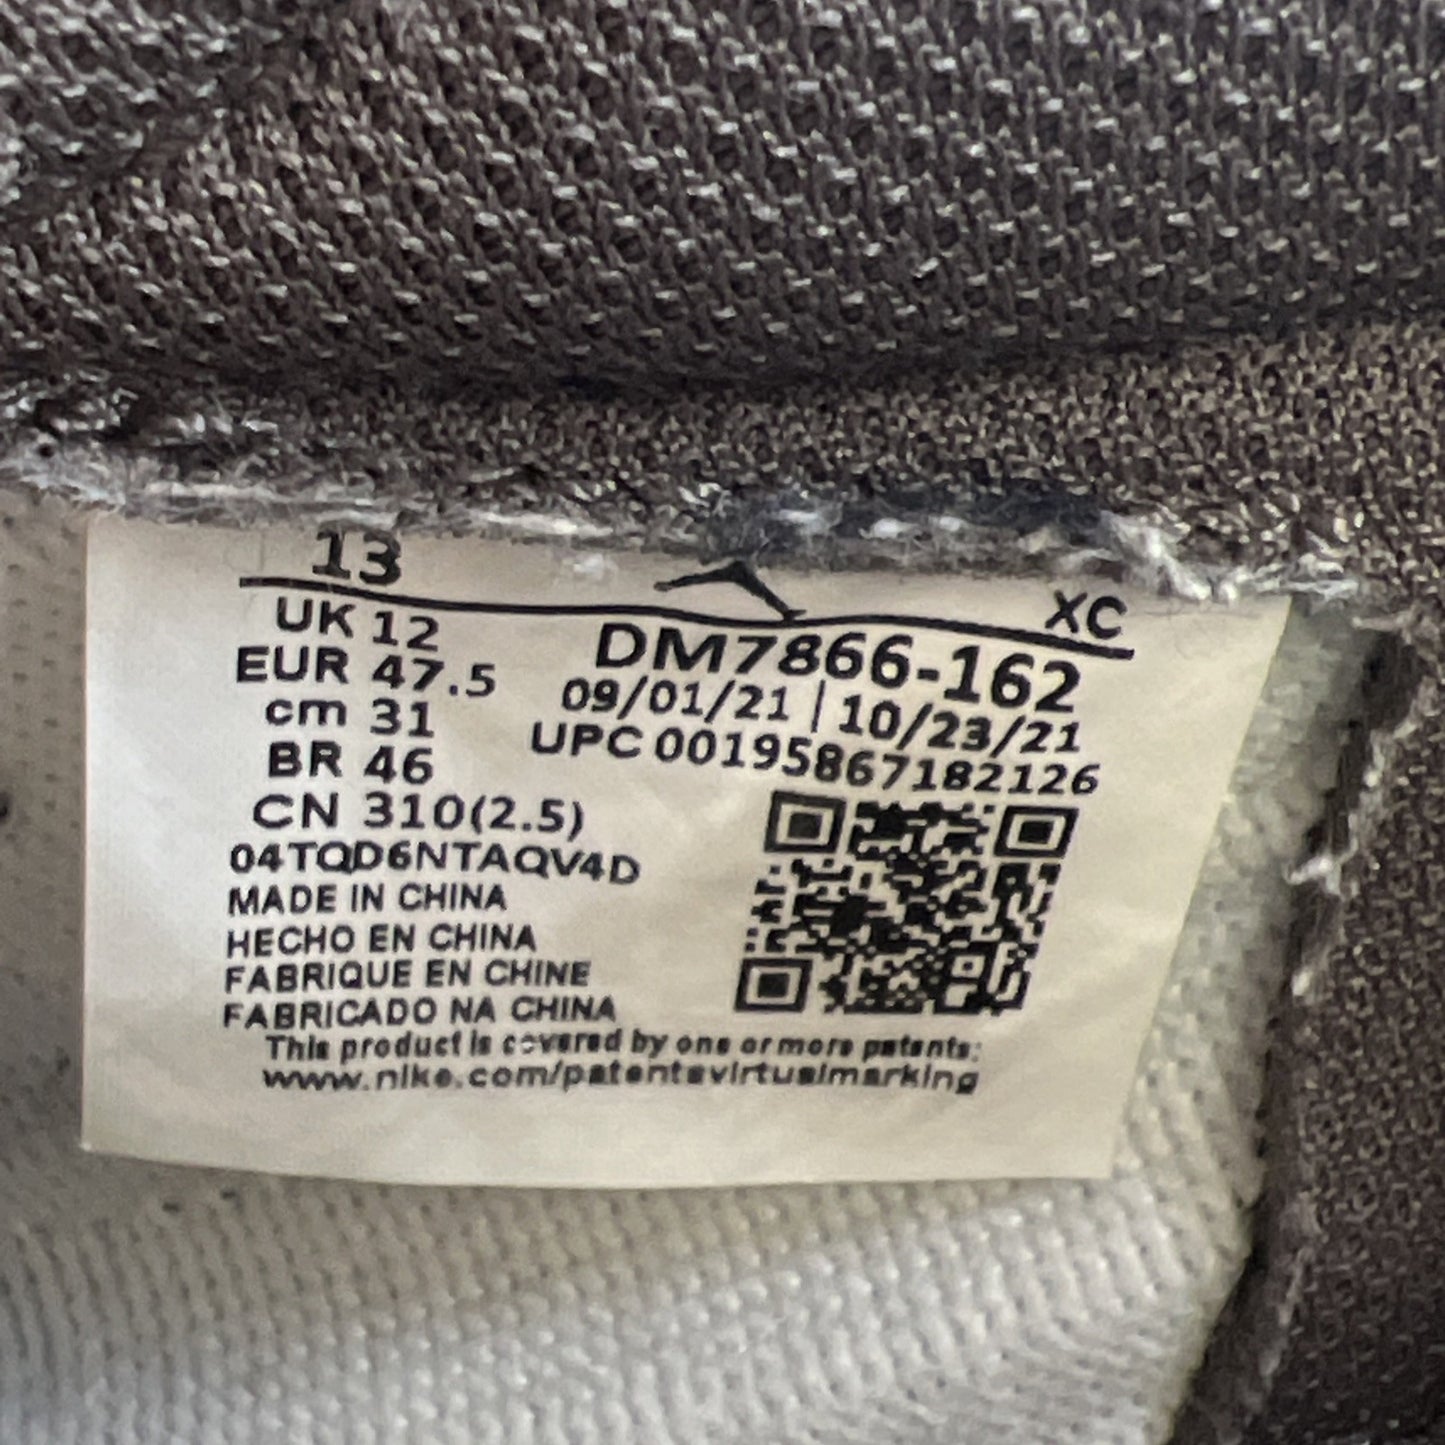 13 XC
UK 12
EUR 47.5
cm 31
BR 46
CN 310(2.5)
DM7866-162
09/01/21 | 10/23/21
UPC 00195867182126
04TQD6NTAQV4D
MADE IN CHINA
HECHO EN CHINA
FABRIQUE EN CHINE
FABRICADO NA CHINA
This product is covered by one or more patents:
www.nike.com/patentsvirtualmarking